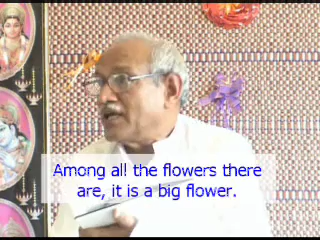 Among all the flowers there
are, it is a big flower.